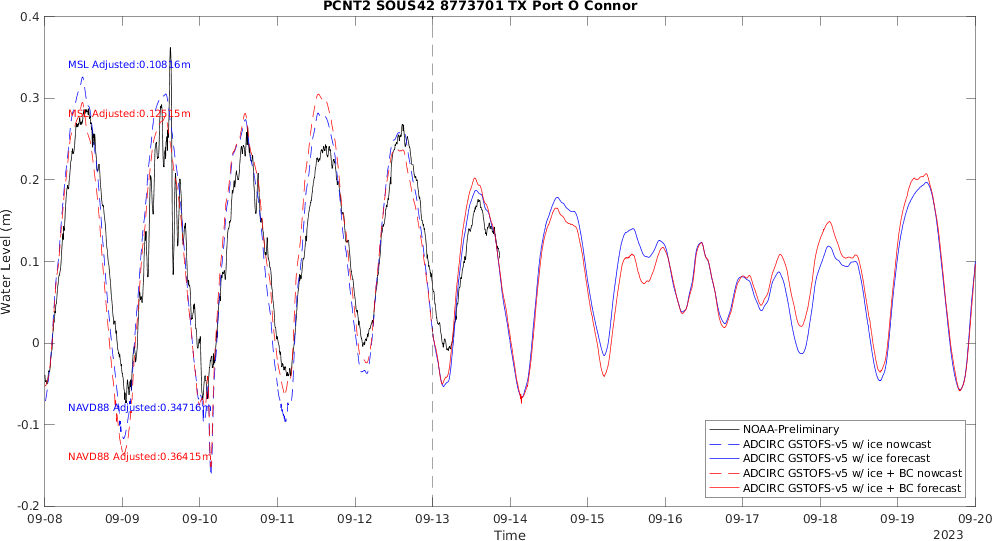 PCNT2 SOUS42 8773701 TX Port O Connor
0.4
0.3
0.2
0.1
0
-0.1
-0.2
Water Level (m)
MSL Adjusted:0.10816m
MSL Adjusted:0.12515m
NAVD88 Adjusted:0.34716m
NAVD88 Adjusted:0.36415m
NOAA-Preliminary
ADCIRC GSTOFS-v5 w/ ice nowcast
ADCIRC GSTOFS-v5 w/ ice forecast
ADCIRC GSTOFS-v5 w/ ice + BC nowcast
ADCIRC GSTOFS-v5 w/ ice + BC forecast
09-08 09-09 09-10 09-11 09-12 09-13 09-14 09-15 09-16 09-17 09-18 09-19 09-20
Time
2023